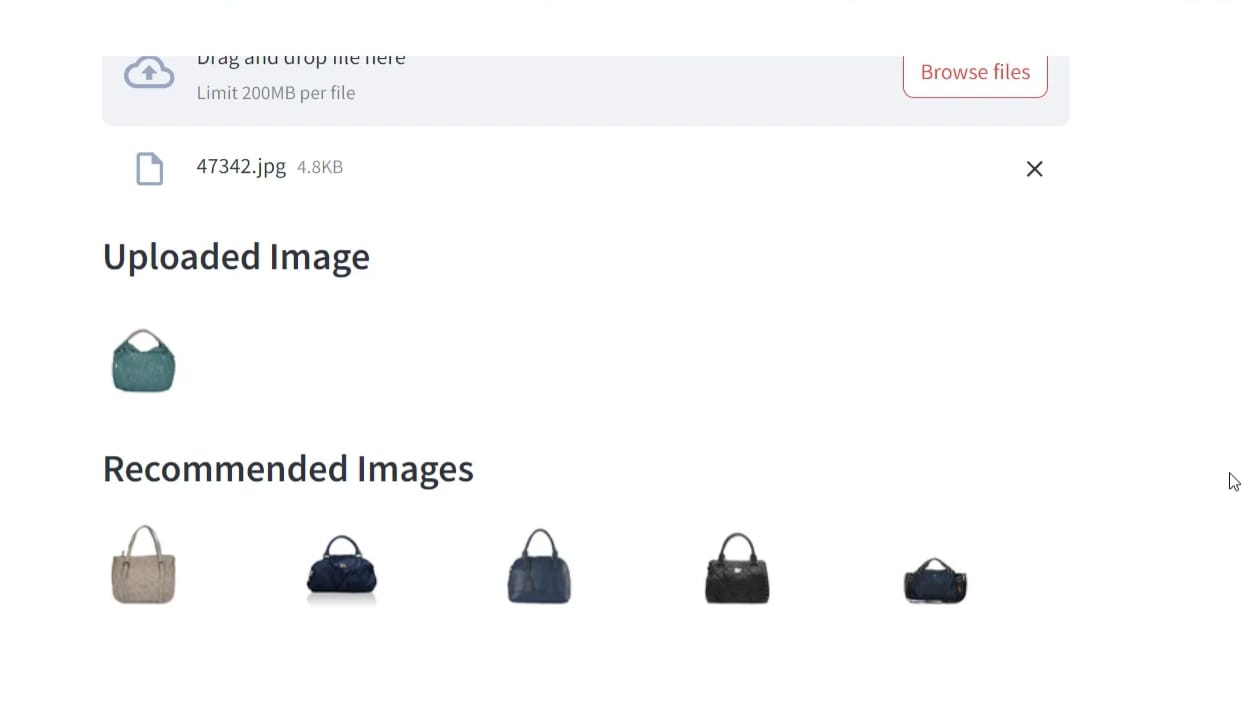 Drag and drop file here
Limit 200MB per file
Browse files
47342.jpg 4.8KB
Uploaded Image
Recommended Images